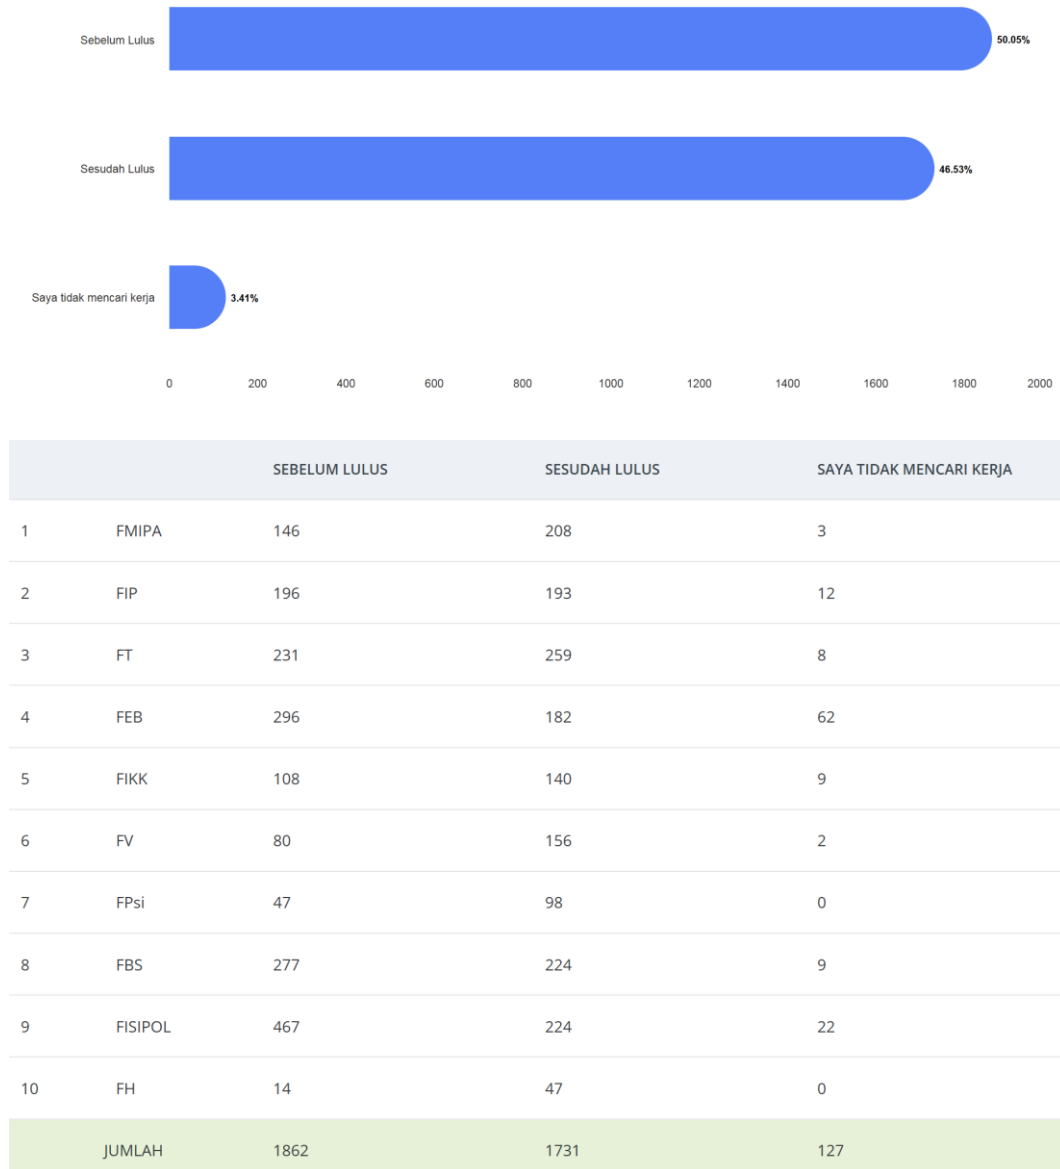 Sebelum Lulus 50.05%
Sesudah Lulus 46.53%
Saya tidak mencari kerja 3.41%
0 200 400 600 800 1000 1200 1400 1600 1800 2000
SEBELUM LULUS SESUDAH LULUS SAYA TIDAK MENCARI KERJA
1 FMIPA 146 208 3
2 FIP 196 193 12
3 FT 231 259 8
4 FEB 296 182 62
5 FIKK 108 140 9
6 FV 80 156 2
7 FPsi 47 98 0
8 FBS 277 224 9
9 FISIPOL 467 224 22
10 FH 14 47 0
JUMLAH 1862 1731 127